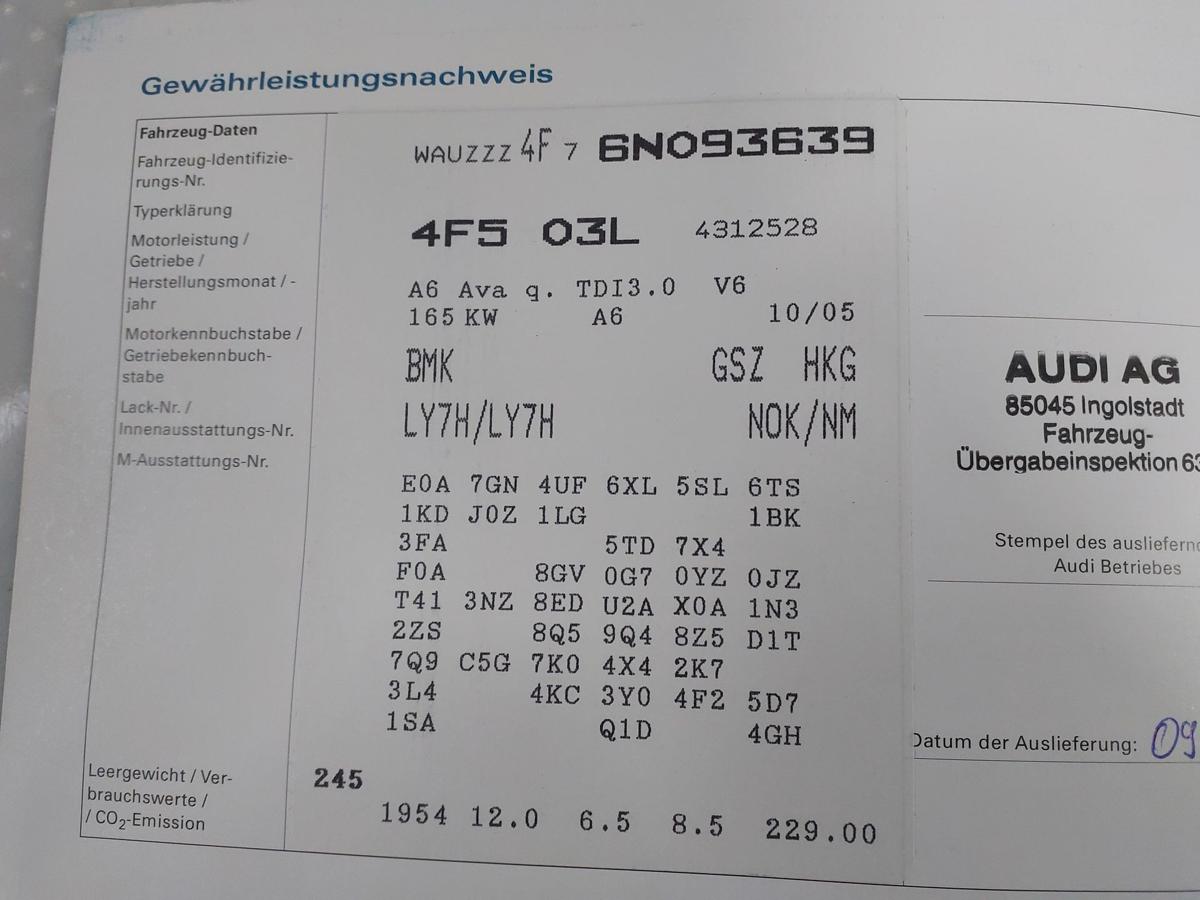 Gewährleistungsnachweis
Fahrzeug-Daten
Fahrzeug-Identifizie-
rungs-Nr.
WAUZZZ 4F 7 6N093639
Typerklärung
4F5 03L 4312528
Motorleistung /
Getriebe /
Herstellungsmonat / -
jahr
A6 Ava q. TDI3.0 V6
165 KW A6 10/05
Motorkennbuchstabe /
Getriebekennbuch-
stabe
BMK GSZ HKG
Lack-Nr. /
Innenausstattungs-Nr.
LY7H/LY7H NOK/NM
M-Ausstattungs-Nr.
E0A 7GN 4UF 6XL 5SL 6TS
1KD J0Z 1LG 1BK
3FA 5TD 7X4
F0A 8GV 0G7 0YZ 0JZ
T41 3NZ 8ED U2A X0A 1N3
2ZS 8Q5 9Q4 8Z5 D1T
7Q9 C5G 7K0 4X4 2K7
3L4 4KC 3Y0 4F2 5D7
1SA Q1D 4GH
Leergewicht / Ver-
brauchswerte /
/ CO2-Emission
245
1954 12.0 6.5 8.5 229.00
AUDI AG
85045 Ingolstadt
Fahrzeug-
Übergabeinspektion 63
Stempel des ausliefernd
Audi Betriebes
Datum der Auslieferung: 09